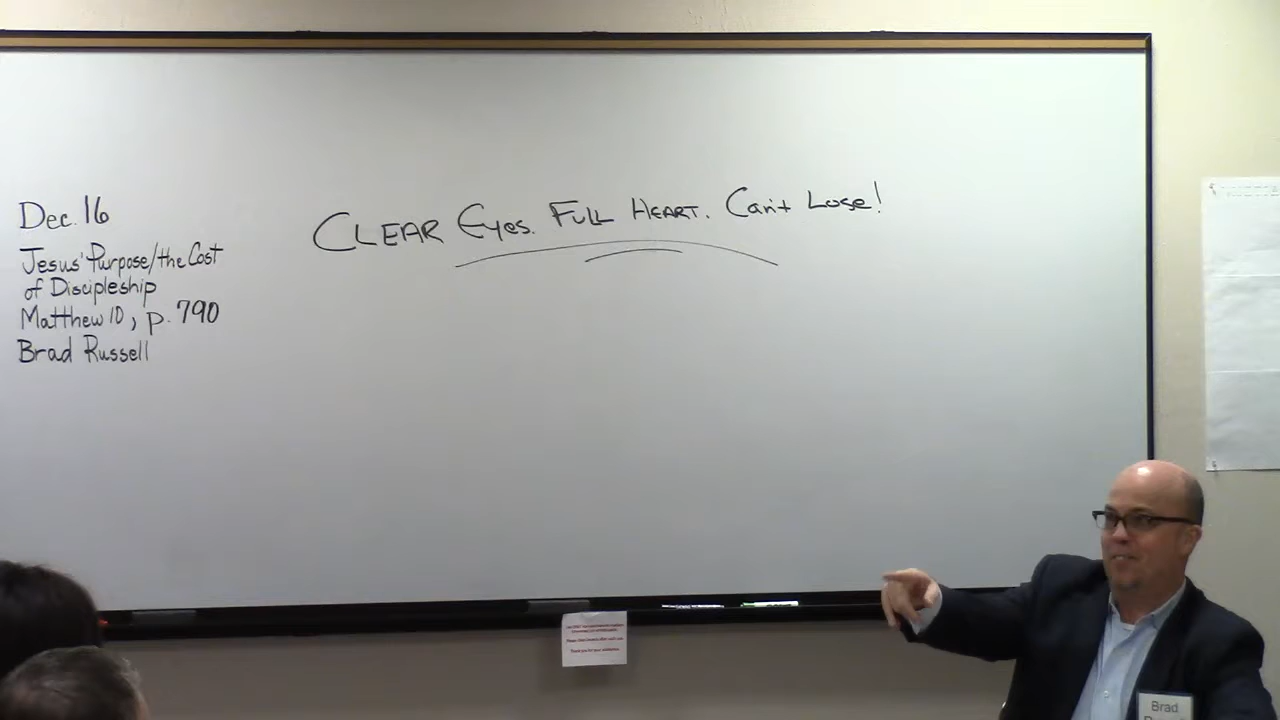 Dec. 16
Jesus' Purpose/the Cost
of Discipleship
Matthew 10, p. 790
Brad Russell
CLEAR Eyes. FULL HEART. Can't Lose!
Brad